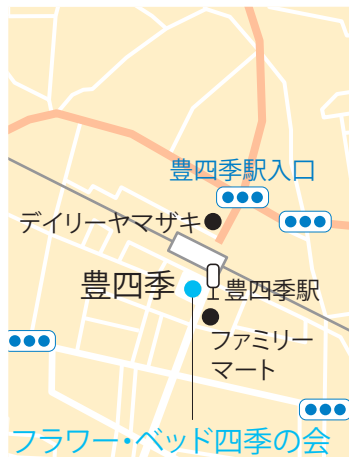 豊四季駅入口
デイリーヤマザキ
豊四季
豊四季駅
ファミリー
マート
フラワー・ベッド四季の会